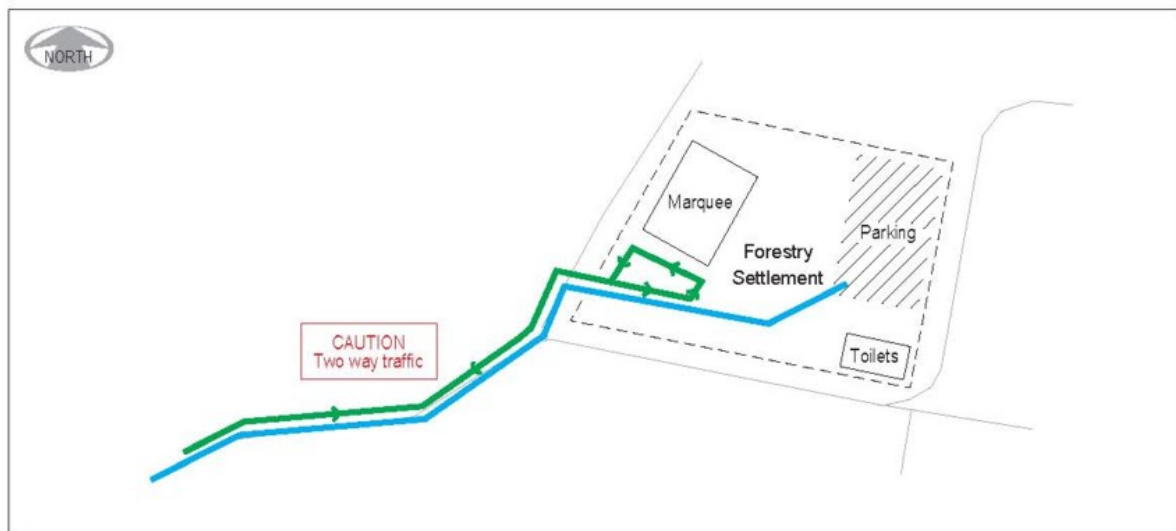 NORTH
Marquee
Parking
Forestry
Settlement
CAUTION
Two way traffic
Toilets